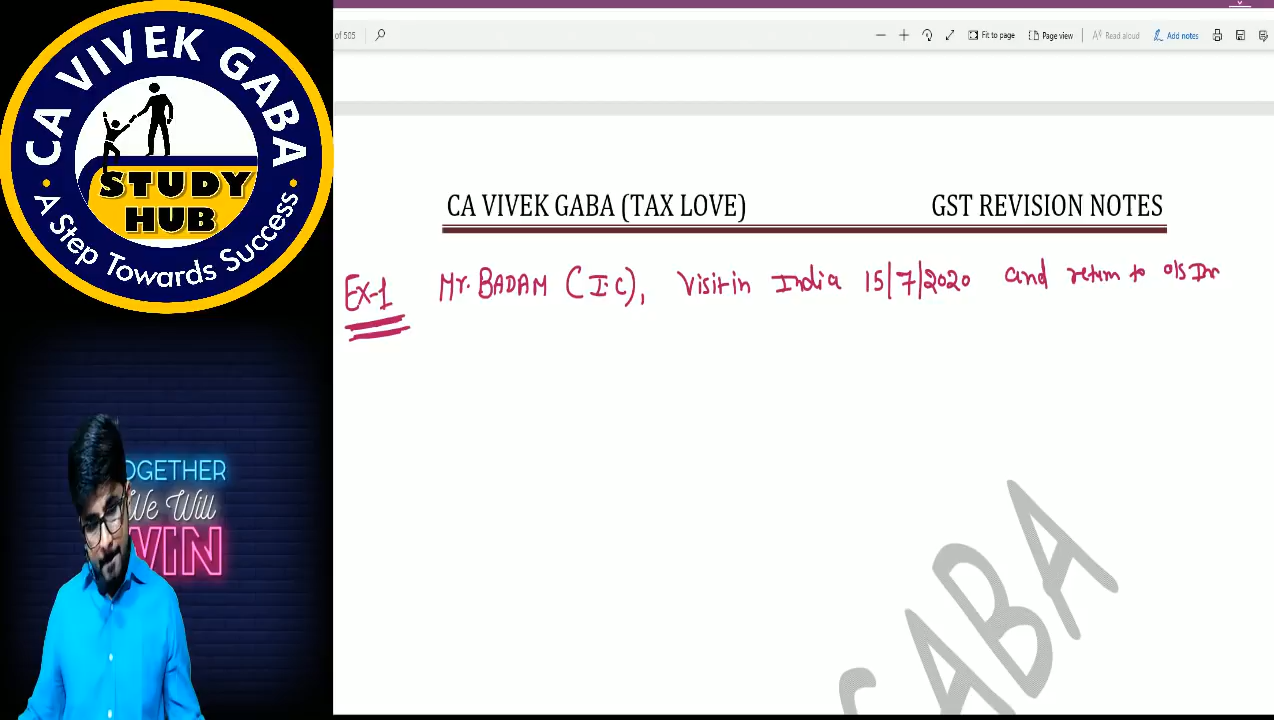 CA VIVEK GABA
STUDY
HUB
A Step Towards Success
of 505
Fit to page
Page view
Read aloud
Add notes
CA VIVEK GABA (TAX LOVE)
GST REVISION NOTES
EX-1 Mr. BADAM (I.C), Visit in India 15/7/2020 and return to o/s In
OGETHER
We Will
WIN
GABA